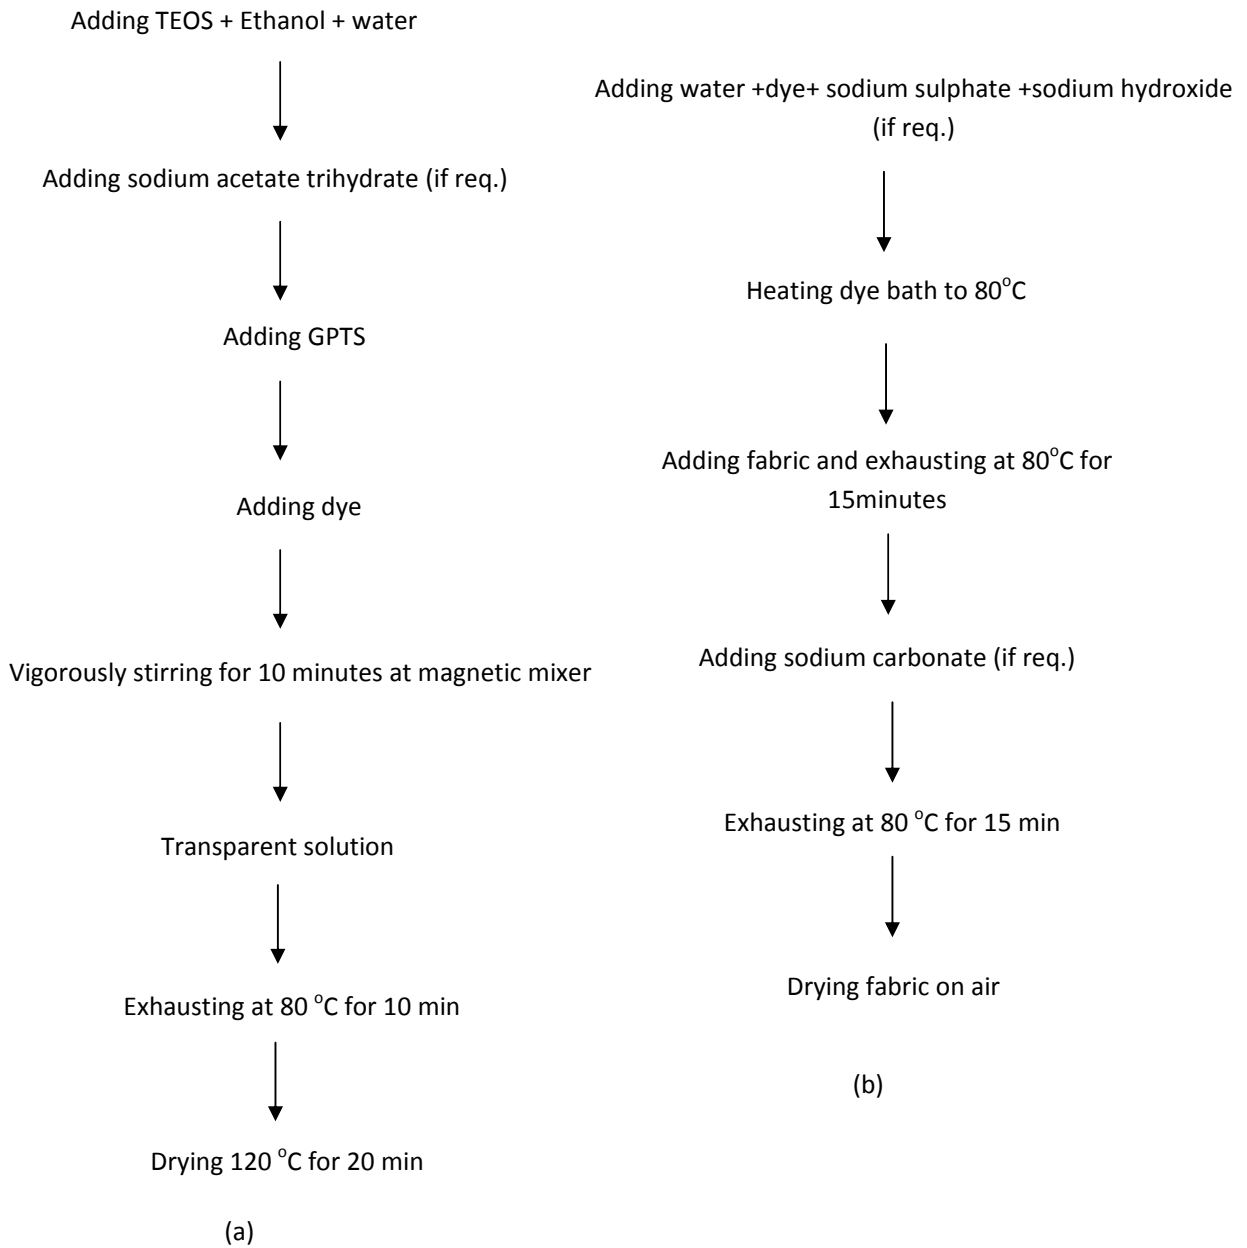 Adding TEOS + Ethanol + water
Adding sodium acetate trihydrate (if req.)
Adding GPTS
Adding dye
Vigorously stirring for 10 minutes at magnetic mixer
Transparent solution
Exhausting at 80 °C for 10 min
Drying 120 °C for 20 min
(a)
Adding water +dye+ sodium sulphate +sodium hydroxide
(if req.)
Heating dye bath to 80°C
Adding fabric and exhausting at 80°C for
15minutes
Adding sodium carbonate (if req.)
Exhausting at 80 °C for 15 min
Drying fabric on air
(b)